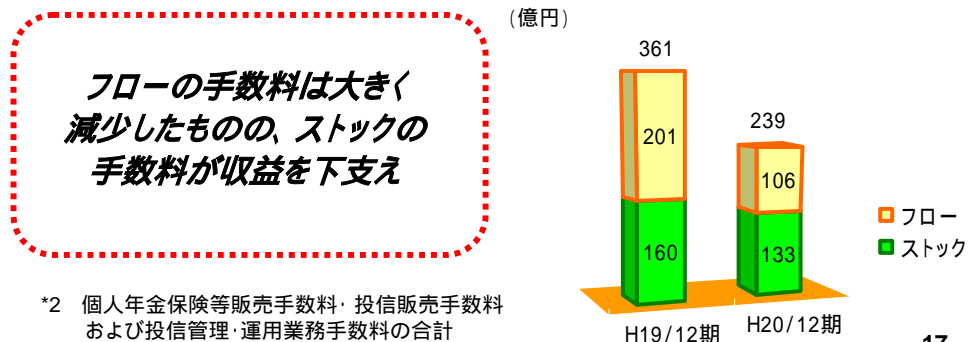 フローの手数料は大きく
減少したものの、ストックの
手数料が収益を下支え
*2 個人年金保険等販売手数料・投信販売手数料
および投信管理・運用業務手数料の合計
(億円)
361
201
160
239
106
133
H19/12期
H20/12期
フロー
ストック
17